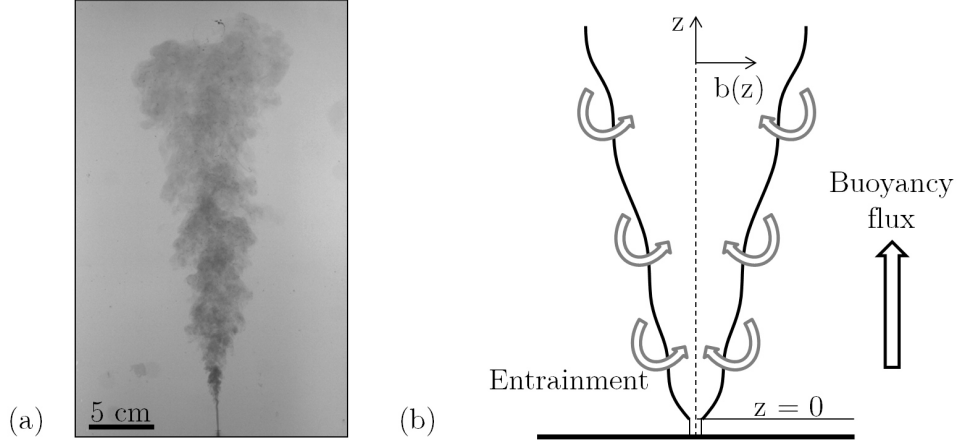 (a)
5 cm
(b)
z
b(z)
Buoyancy
flux
Entrainment
z = 0